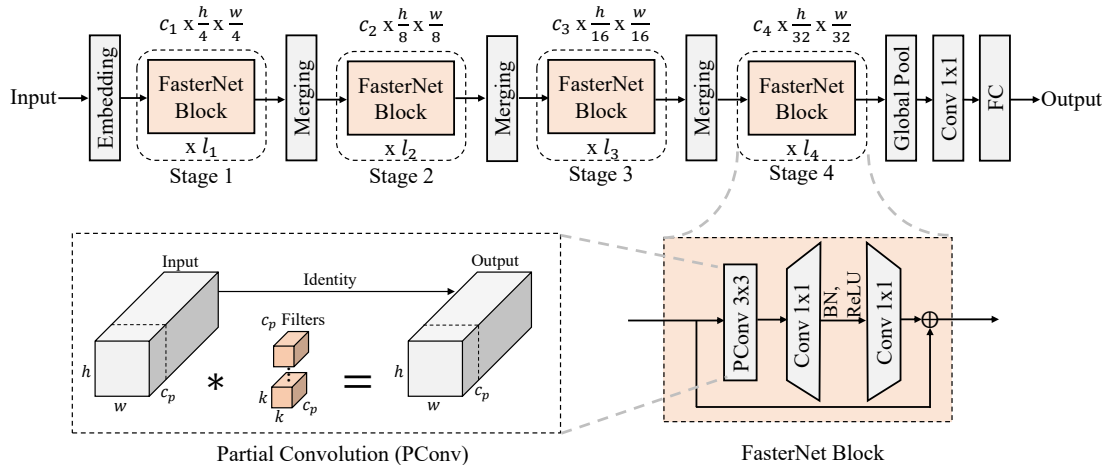 c₁ x h/4 x w/4
c₂ x h/8 x w/8
c₃ x h/16 x w/16
c₄ x h/32 x w/32
Input
Embedding
FasterNet
Block
x l₁
Stage 1
Merging
FasterNet
Block
x l₂
Stage 2
Merging
FasterNet
Block
x l₃
Stage 3
Merging
FasterNet
Block
x l₄
Stage 4
Global Pool
Conv 1x1
FC
Output
Input
Identity
Output
cₚ Filters
h
w
cₚ
*
k
k
cₚ
=
h
w
cₚ
Partial Convolution (PConv)
PConv 3x3
Conv 1x1
BN,
ReLU
Conv 1x1
FasterNet Block